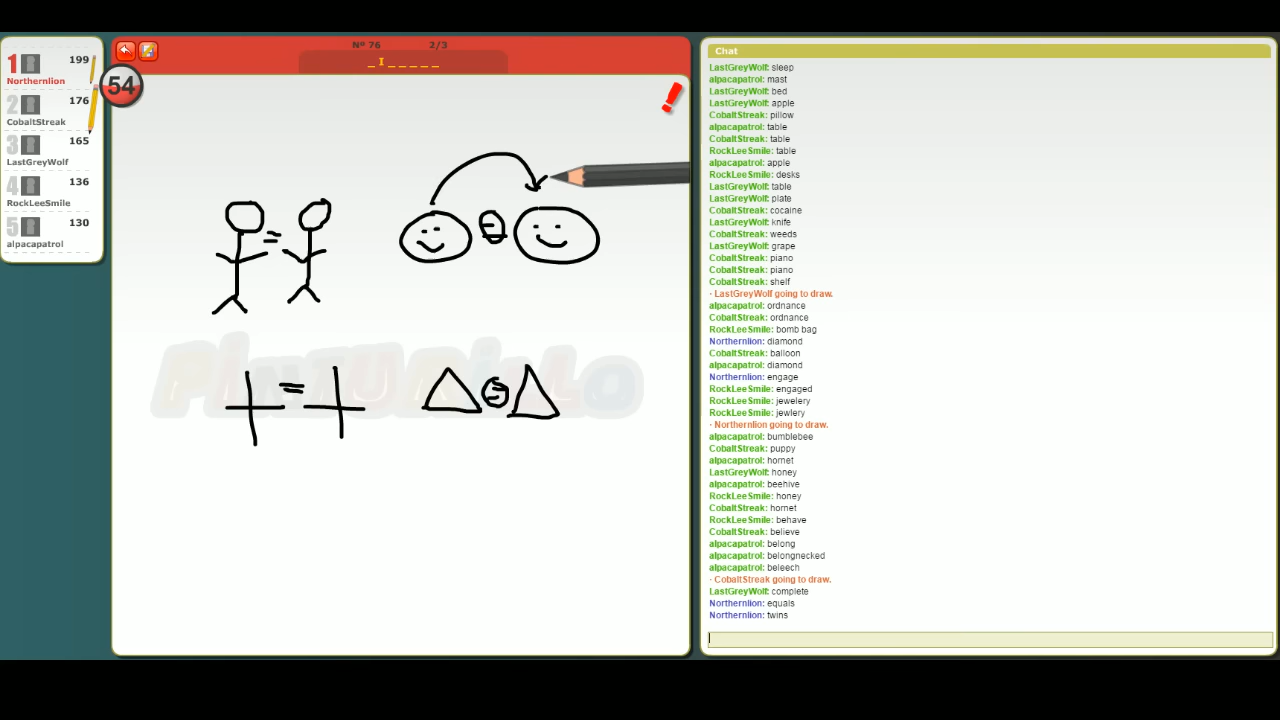 Nº 76 2/3
_ I _ _ _ _ _
1 199
Northernlion
54
2 176
CobaltStreak
3 165
LastGreyWolf
4 136
RockLeeSmile
5 130
alpacapatrol
PINTURILLO
Chat
LastGreyWolf: sleep
alpacapatrol: mast
LastGreyWolf: bed
LastGreyWolf: apple
CobaltStreak: pillow
alpacapatrol: table
CobaltStreak: table
RockLeeSmile: table
alpacapatrol: apple
RockLeeSmile: desks
LastGreyWolf: table
LastGreyWolf: plate
CobaltStreak: cocaine
LastGreyWolf: knife
CobaltStreak: weeds
LastGreyWolf: grape
CobaltStreak: piano
CobaltStreak: piano
CobaltStreak: shelf
· LastGreyWolf going to draw.
alpacapatrol: ordnance
CobaltStreak: ordnance
RockLeeSmile: bomb bag
Northernlion: diamond
CobaltStreak: balloon
alpacapatrol: diamond
Northernlion: engage
RockLeeSmile: engaged
RockLeeSmile: jewelery
RockLeeSmile: jewlery
· Northernlion going to draw.
alpacapatrol: bumblebee
CobaltStreak: puppy
alpacapatrol: hornet
LastGreyWolf: honey
alpacapatrol: beehive
RockLeeSmile: honey
CobaltStreak: hornet
RockLeeSmile: behave
CobaltStreak: believe
alpacapatrol: belong
alpacapatrol: belongnecked
alpacapatrol: beleech
· CobaltStreak going to draw.
LastGreyWolf: complete
Northernlion: equals
Northernlion: twins